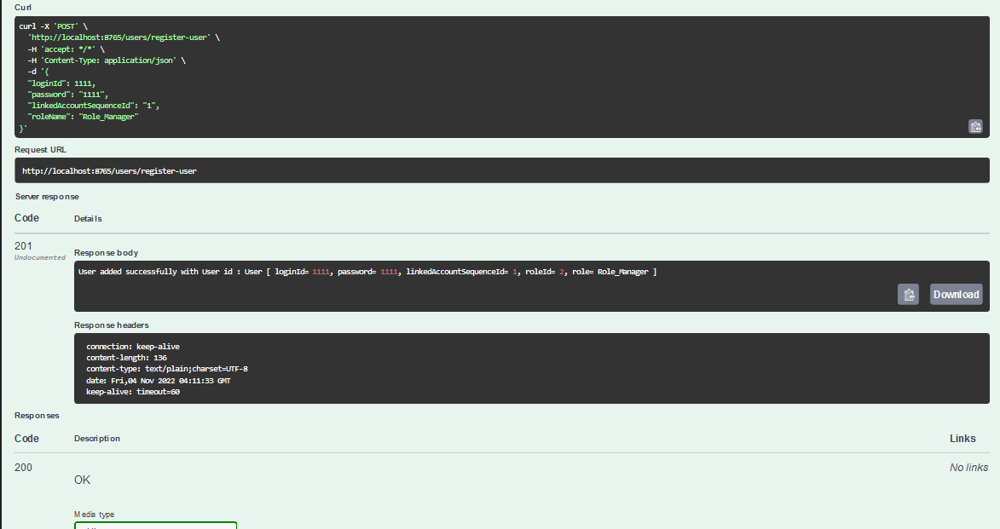 Curl
curl -X 'POST' \
'http://localhost:8765/users/register-user' \
-H 'accept: */*' \
-H 'Content-Type: application/json' \
-d '{
"loginId": 1111,
"password": "1111",
"linkedAccountSequenceId": "1",
"roleName": "Role_Manager"
}'
Request URL
http://localhost:8765/users/register-user
Server response
Code Details
201
Undocumented
Response body
User added successfully with User id : User [ loginId= 1111, password= 1111, linkedAccountSequenceId= 1, roleId= 2, role= Role_Manager ]
Download
Response headers
connection: keep-alive
content-length: 136
content-type: text/plain;charset=UTF-8
date: Fri,04 Nov 2022 04:11:33 GMT
keep-alive: timeout=60
Responses
Code Description Links
200 No links
OK
Media type